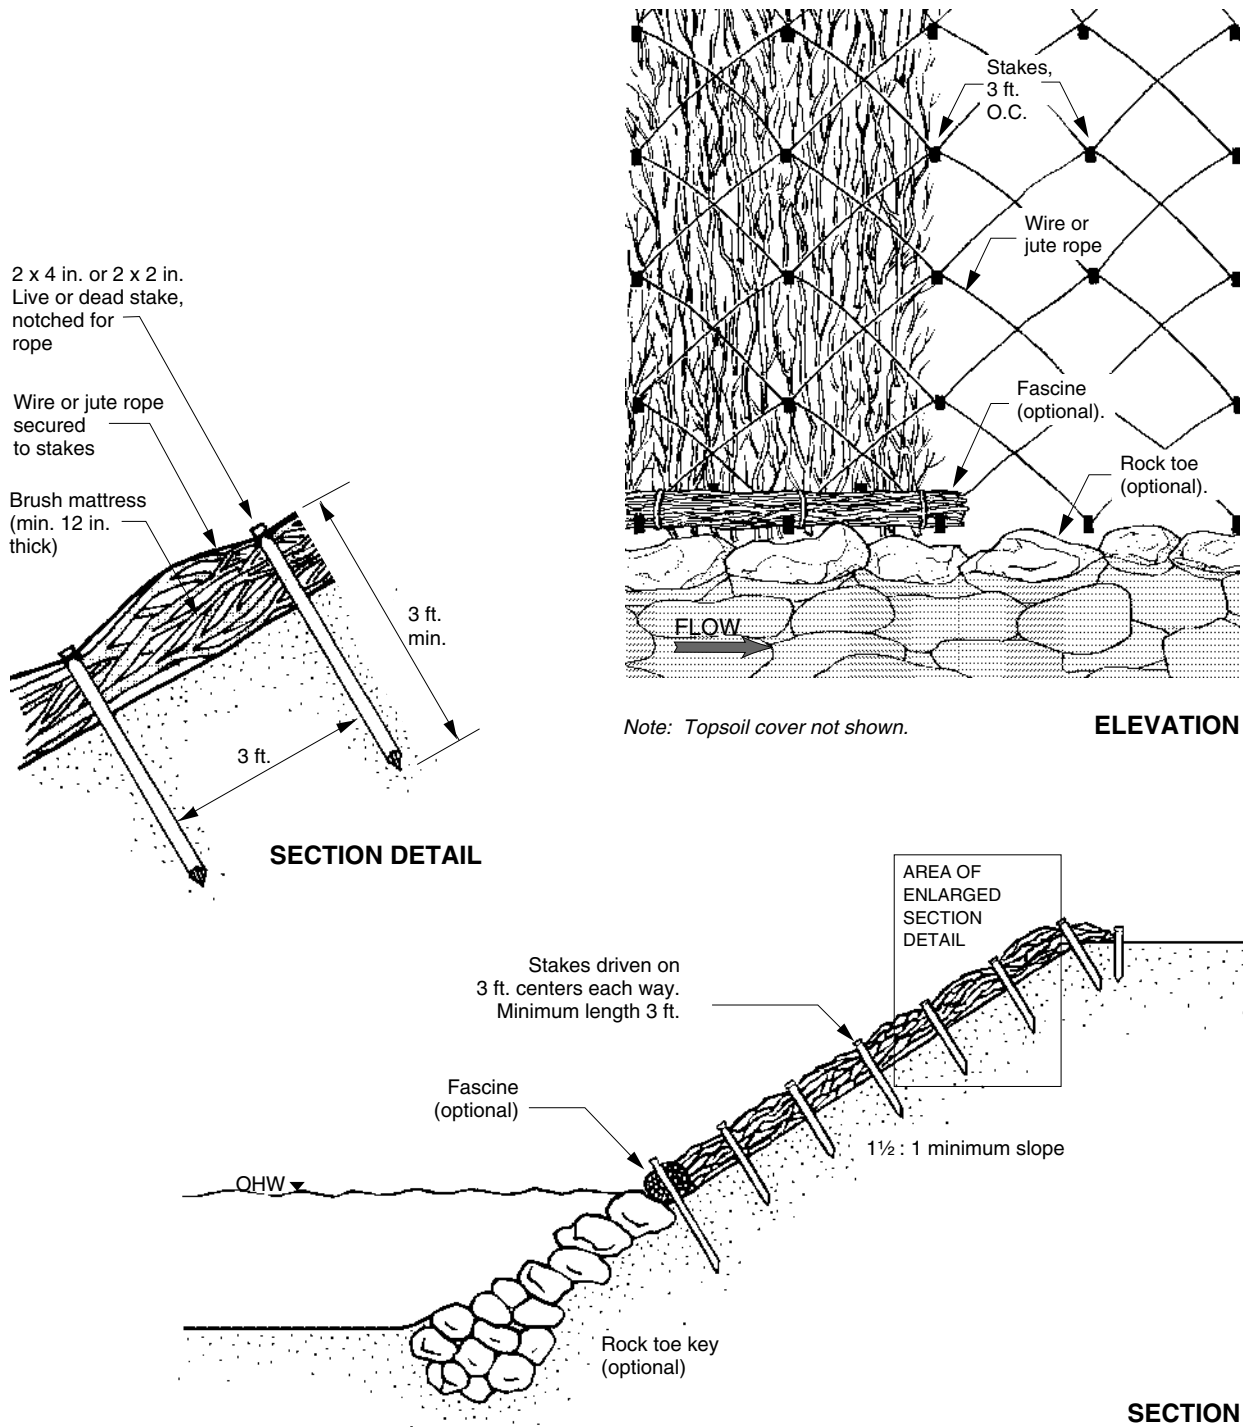 Stakes,
3 ft.
O.C.
Wire or
jute rope
Fascine
(optional).
Rock toe
(optional).
FLOW
Note: Topsoil cover not shown.
ELEVATION
2 x 4 in. or 2 x 2 in.
Live or dead stake,
notched for
rope
Wire or jute rope
secured
to stakes
Brush mattress
(min. 12 in.
thick)
3 ft.
min.
3 ft.
SECTION DETAIL
AREA OF
ENLARGED
SECTION
DETAIL
Stakes driven on
3 ft. centers each way.
Minimum length 3 ft.
Fascine
(optional)
1½ : 1 minimum slope
OHW
Rock toe key
(optional)
SECTION